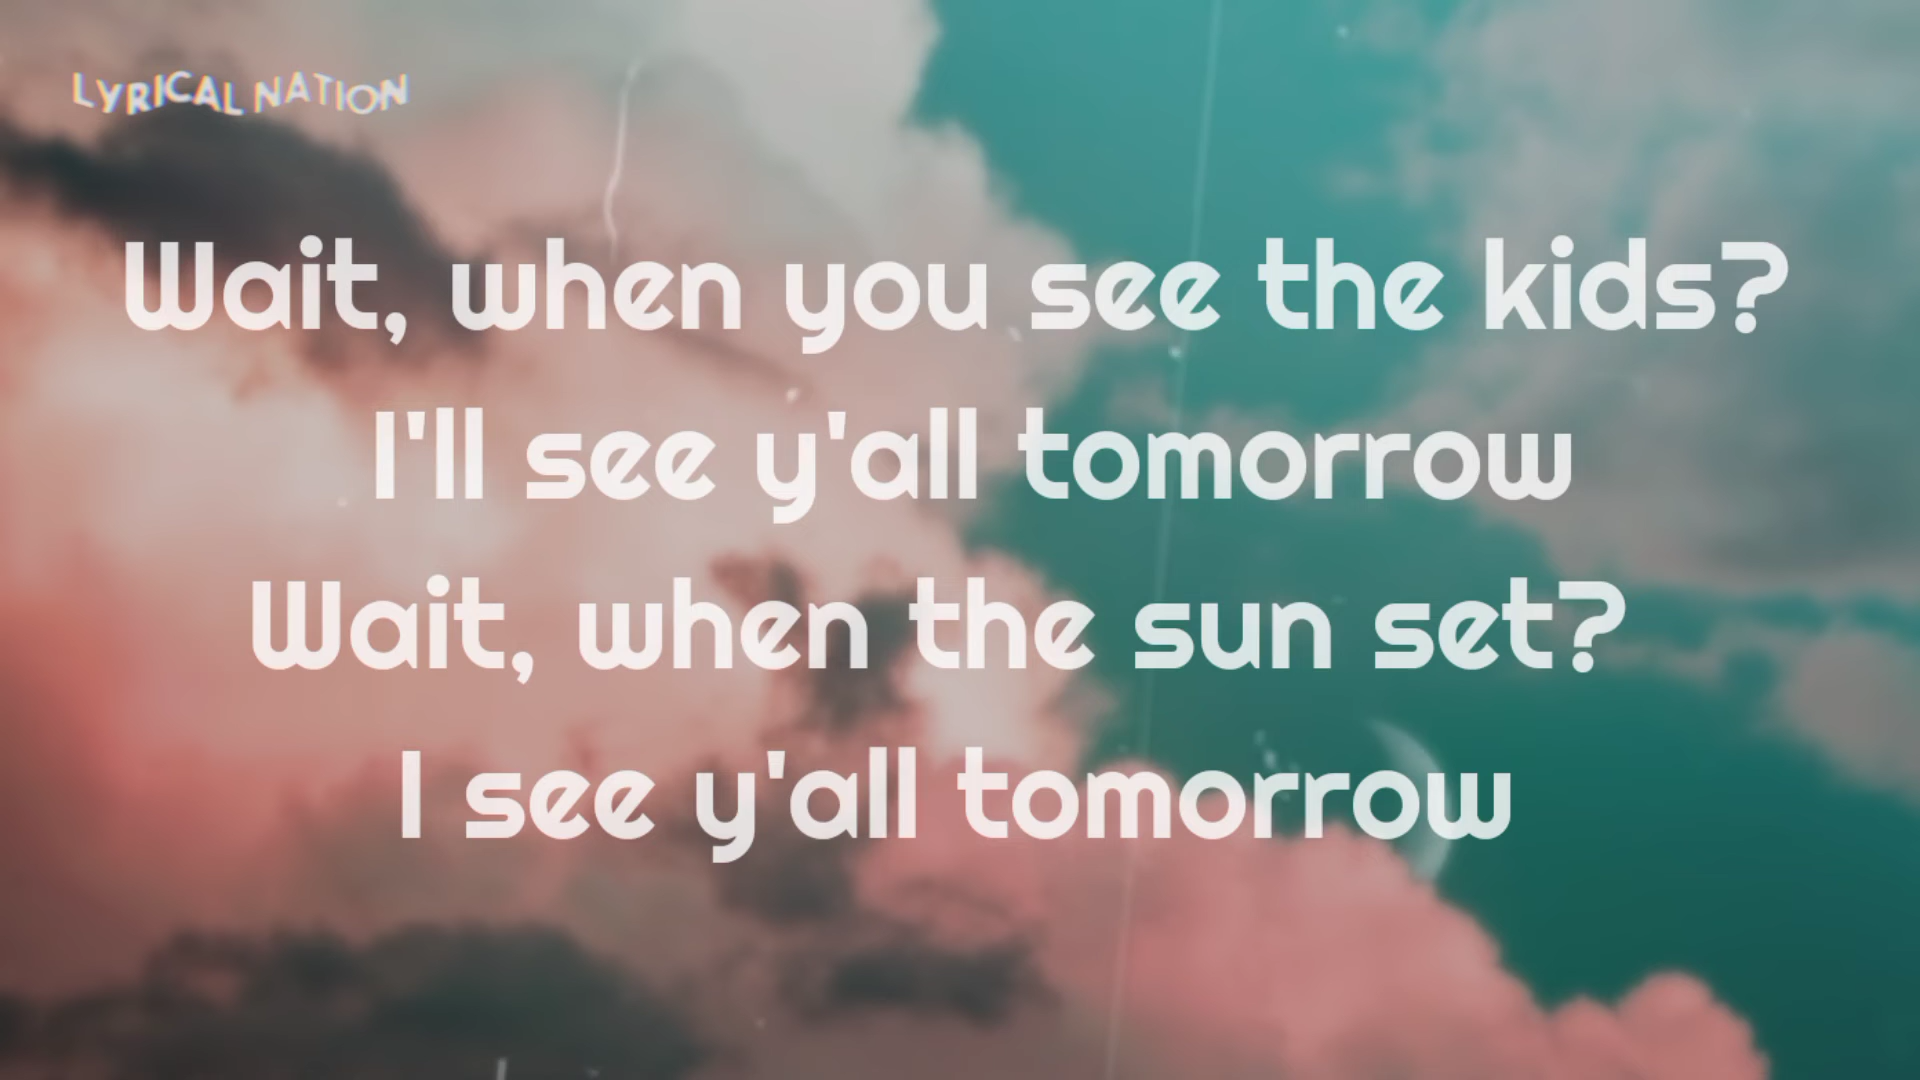 LYRICAL NATION
Wait, when you see the kids?
I'll see y'all tomorrow
Wait, when the sun set?
I see y'all tomorrow